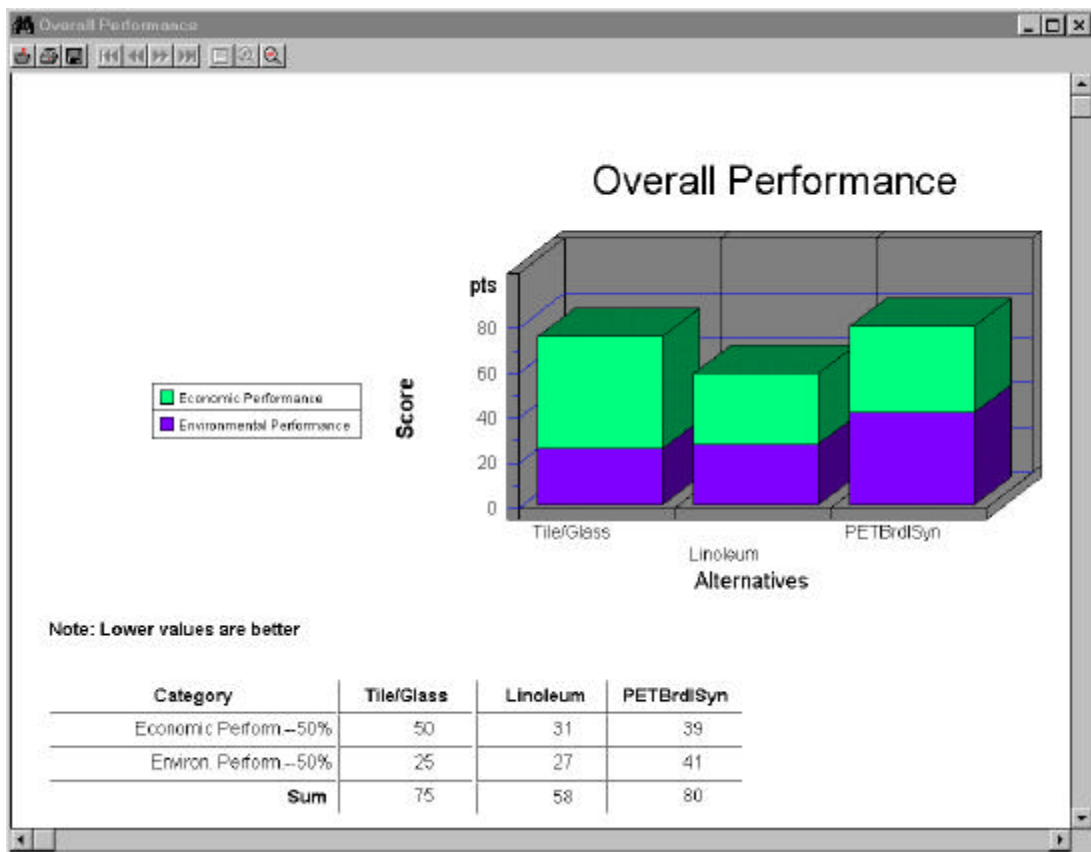 Overall Performance
Overall Performance
pts
80
60
40
20
0
Score
Economic Performance
Environmental Performance
Tile/Glass
Linoleum
PETBrdlSyn
Alternatives
Note: Lower values are better
Category Tile/Glass Linoleum PETBrdlSyn
Economic Perform.--50% 50 31 39
Environ. Perform.--50% 25 27 41
Sum 75 58 80